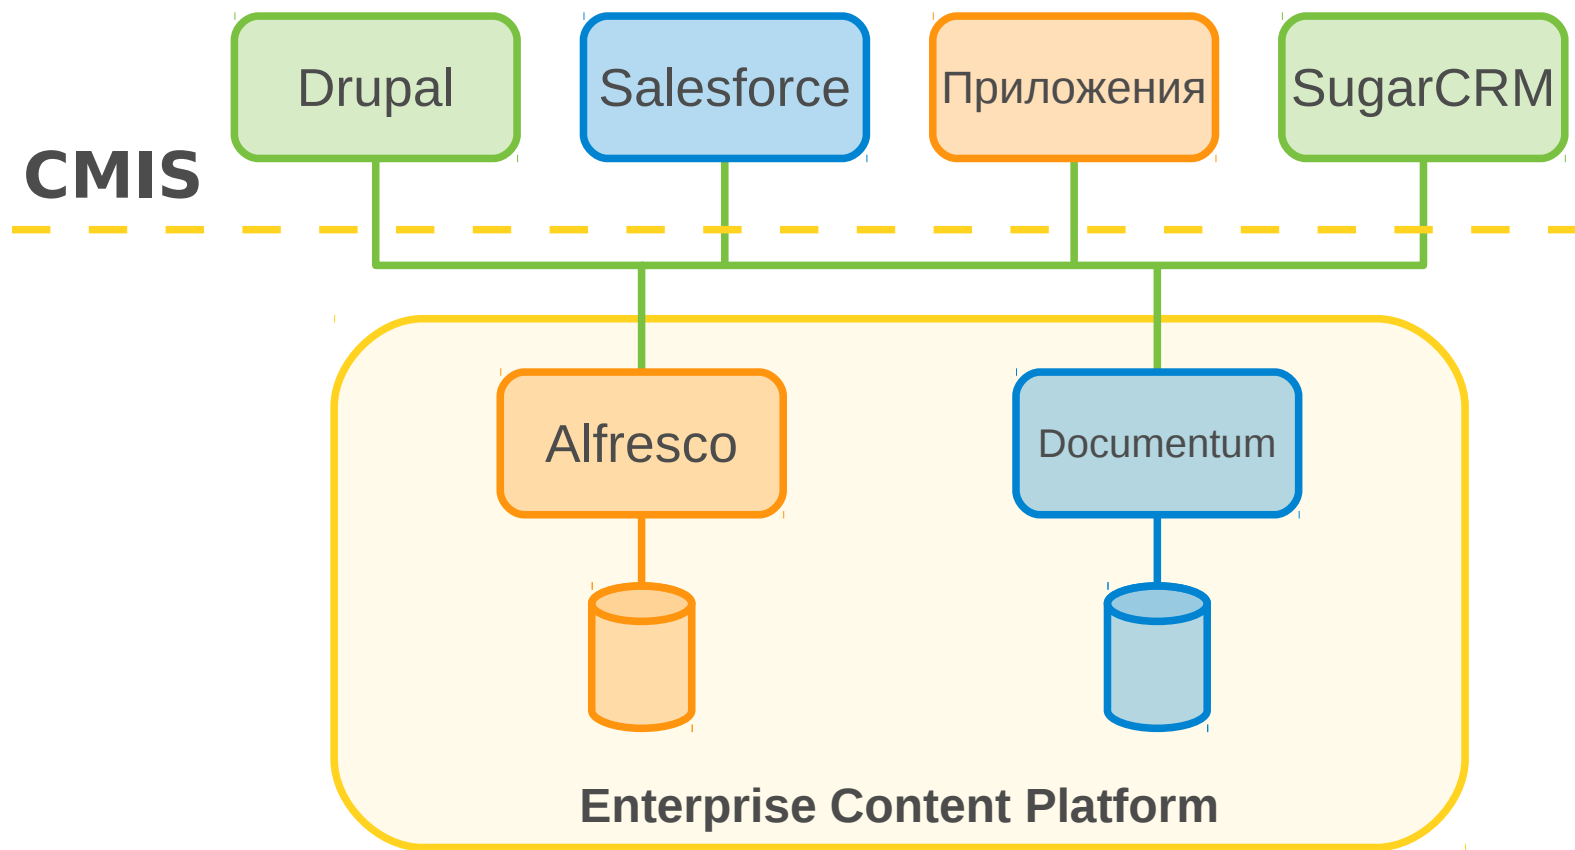 Drupal
Salesforce
Приложения
SugarCRM
CMIS
Alfresco
Documentum
Enterprise Content Platform